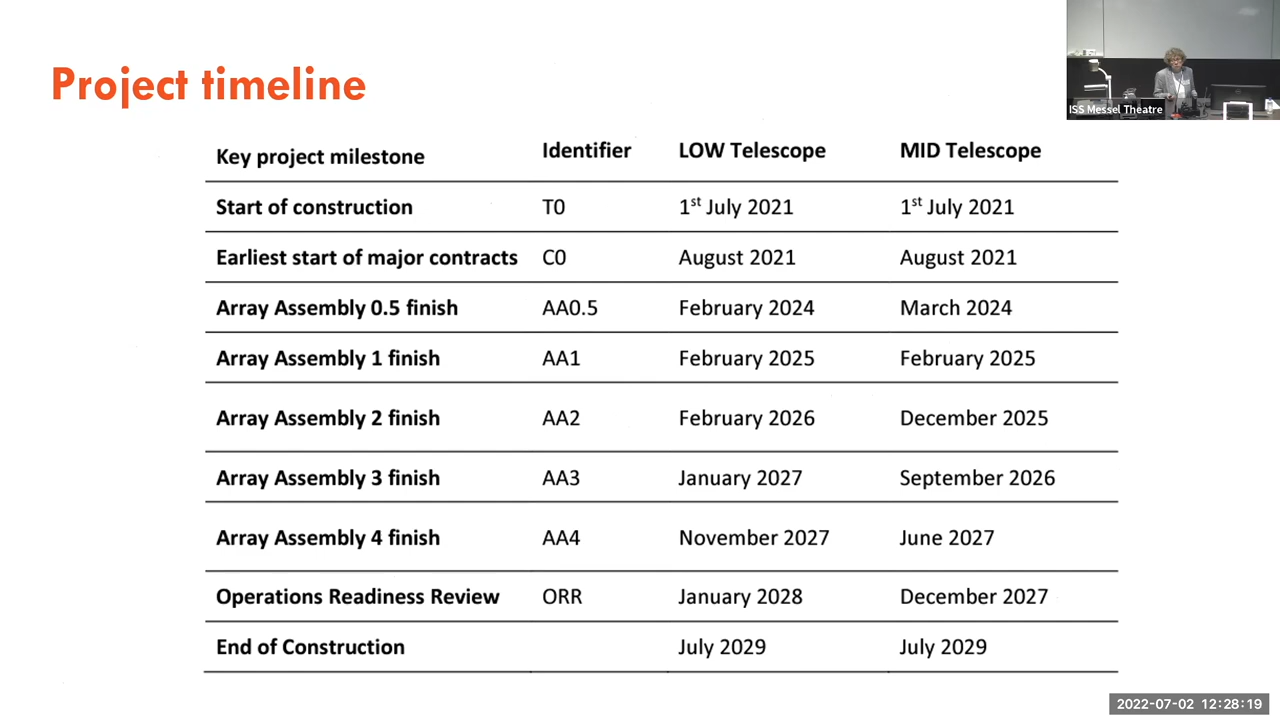 Project timeline
ISS Messel Theatre
Key project milestone Identifier LOW Telescope MID Telescope
Start of construction T0 1st July 2021 1st July 2021
Earliest start of major contracts C0 August 2021 August 2021
Array Assembly 0.5 finish AA0.5 February 2024 March 2024
Array Assembly 1 finish AA1 February 2025 February 2025
Array Assembly 2 finish AA2 February 2026 December 2025
Array Assembly 3 finish AA3 January 2027 September 2026
Array Assembly 4 finish AA4 November 2027 June 2027
Operations Readiness Review ORR January 2028 December 2027
End of Construction July 2029 July 2029
2022-07-02 12:28:19